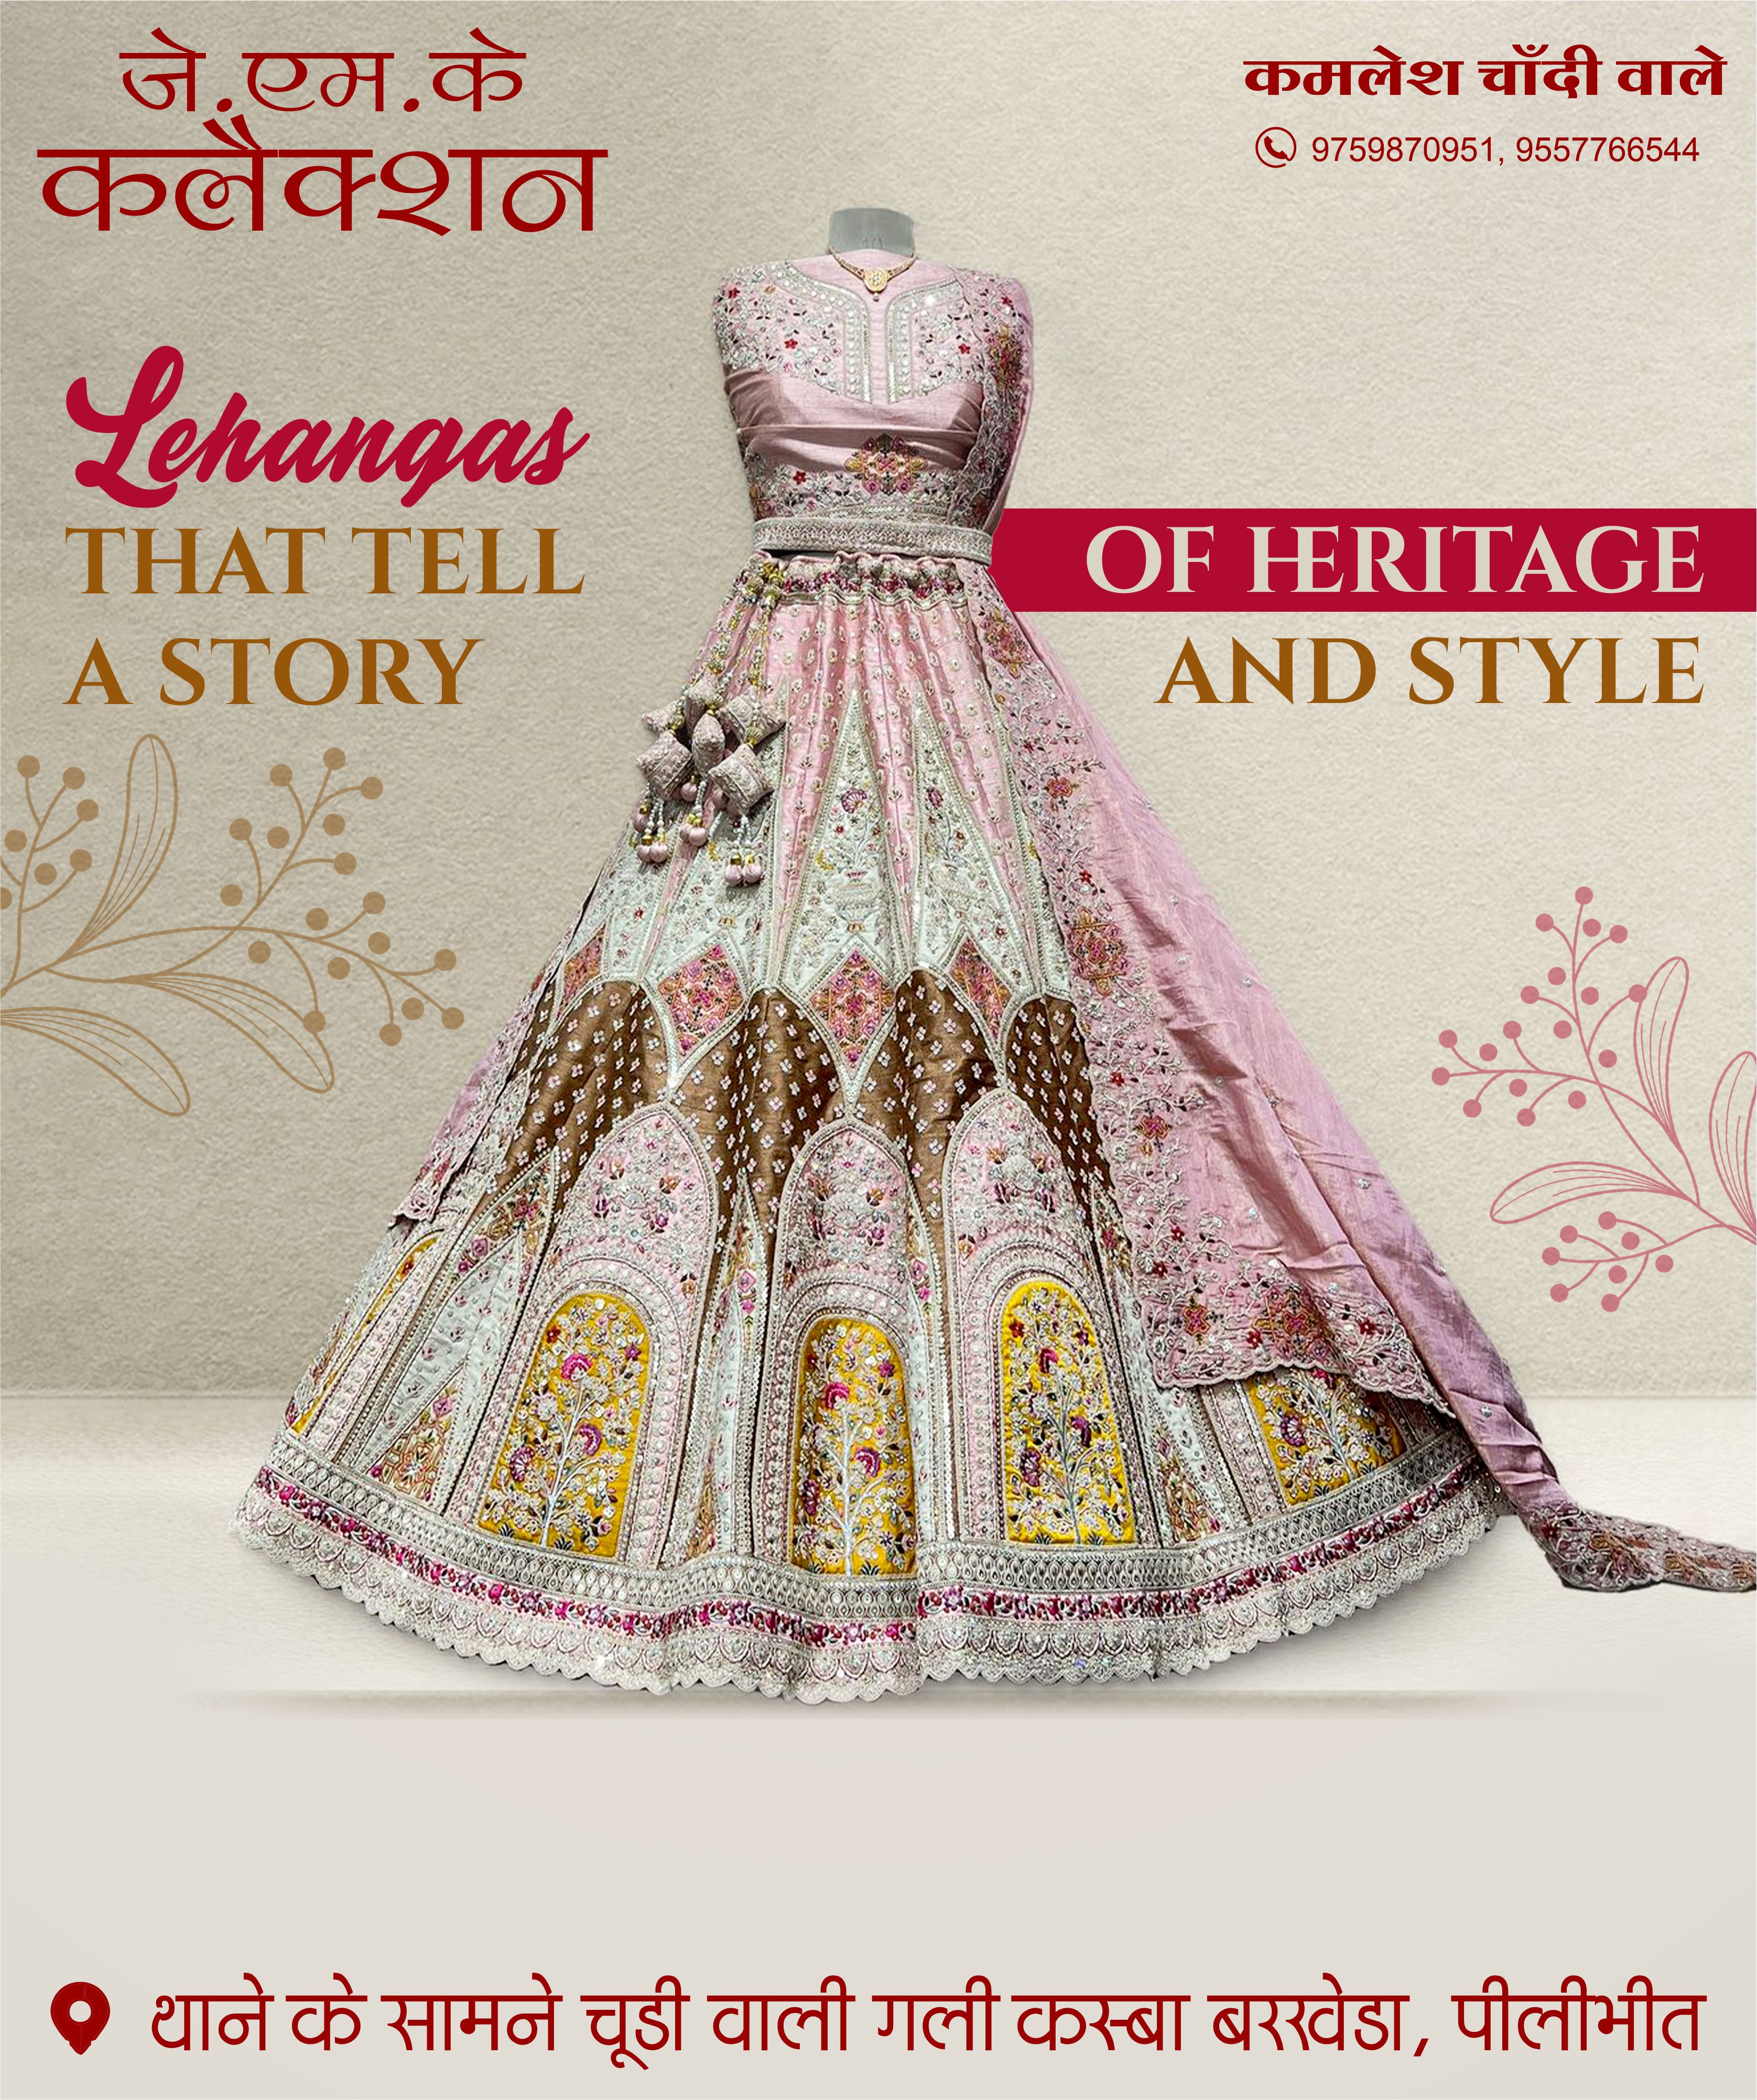 जे.एम.के
कलैक्शन
कमलेश चाँदी वाले
9759870951, 9557766544
Lehangas
THAT TELL
A STORY
OF HERITAGE
AND STYLE
थाने के सामने चूडी वाली गली कस्बा बरखेडा, पीलीभीत